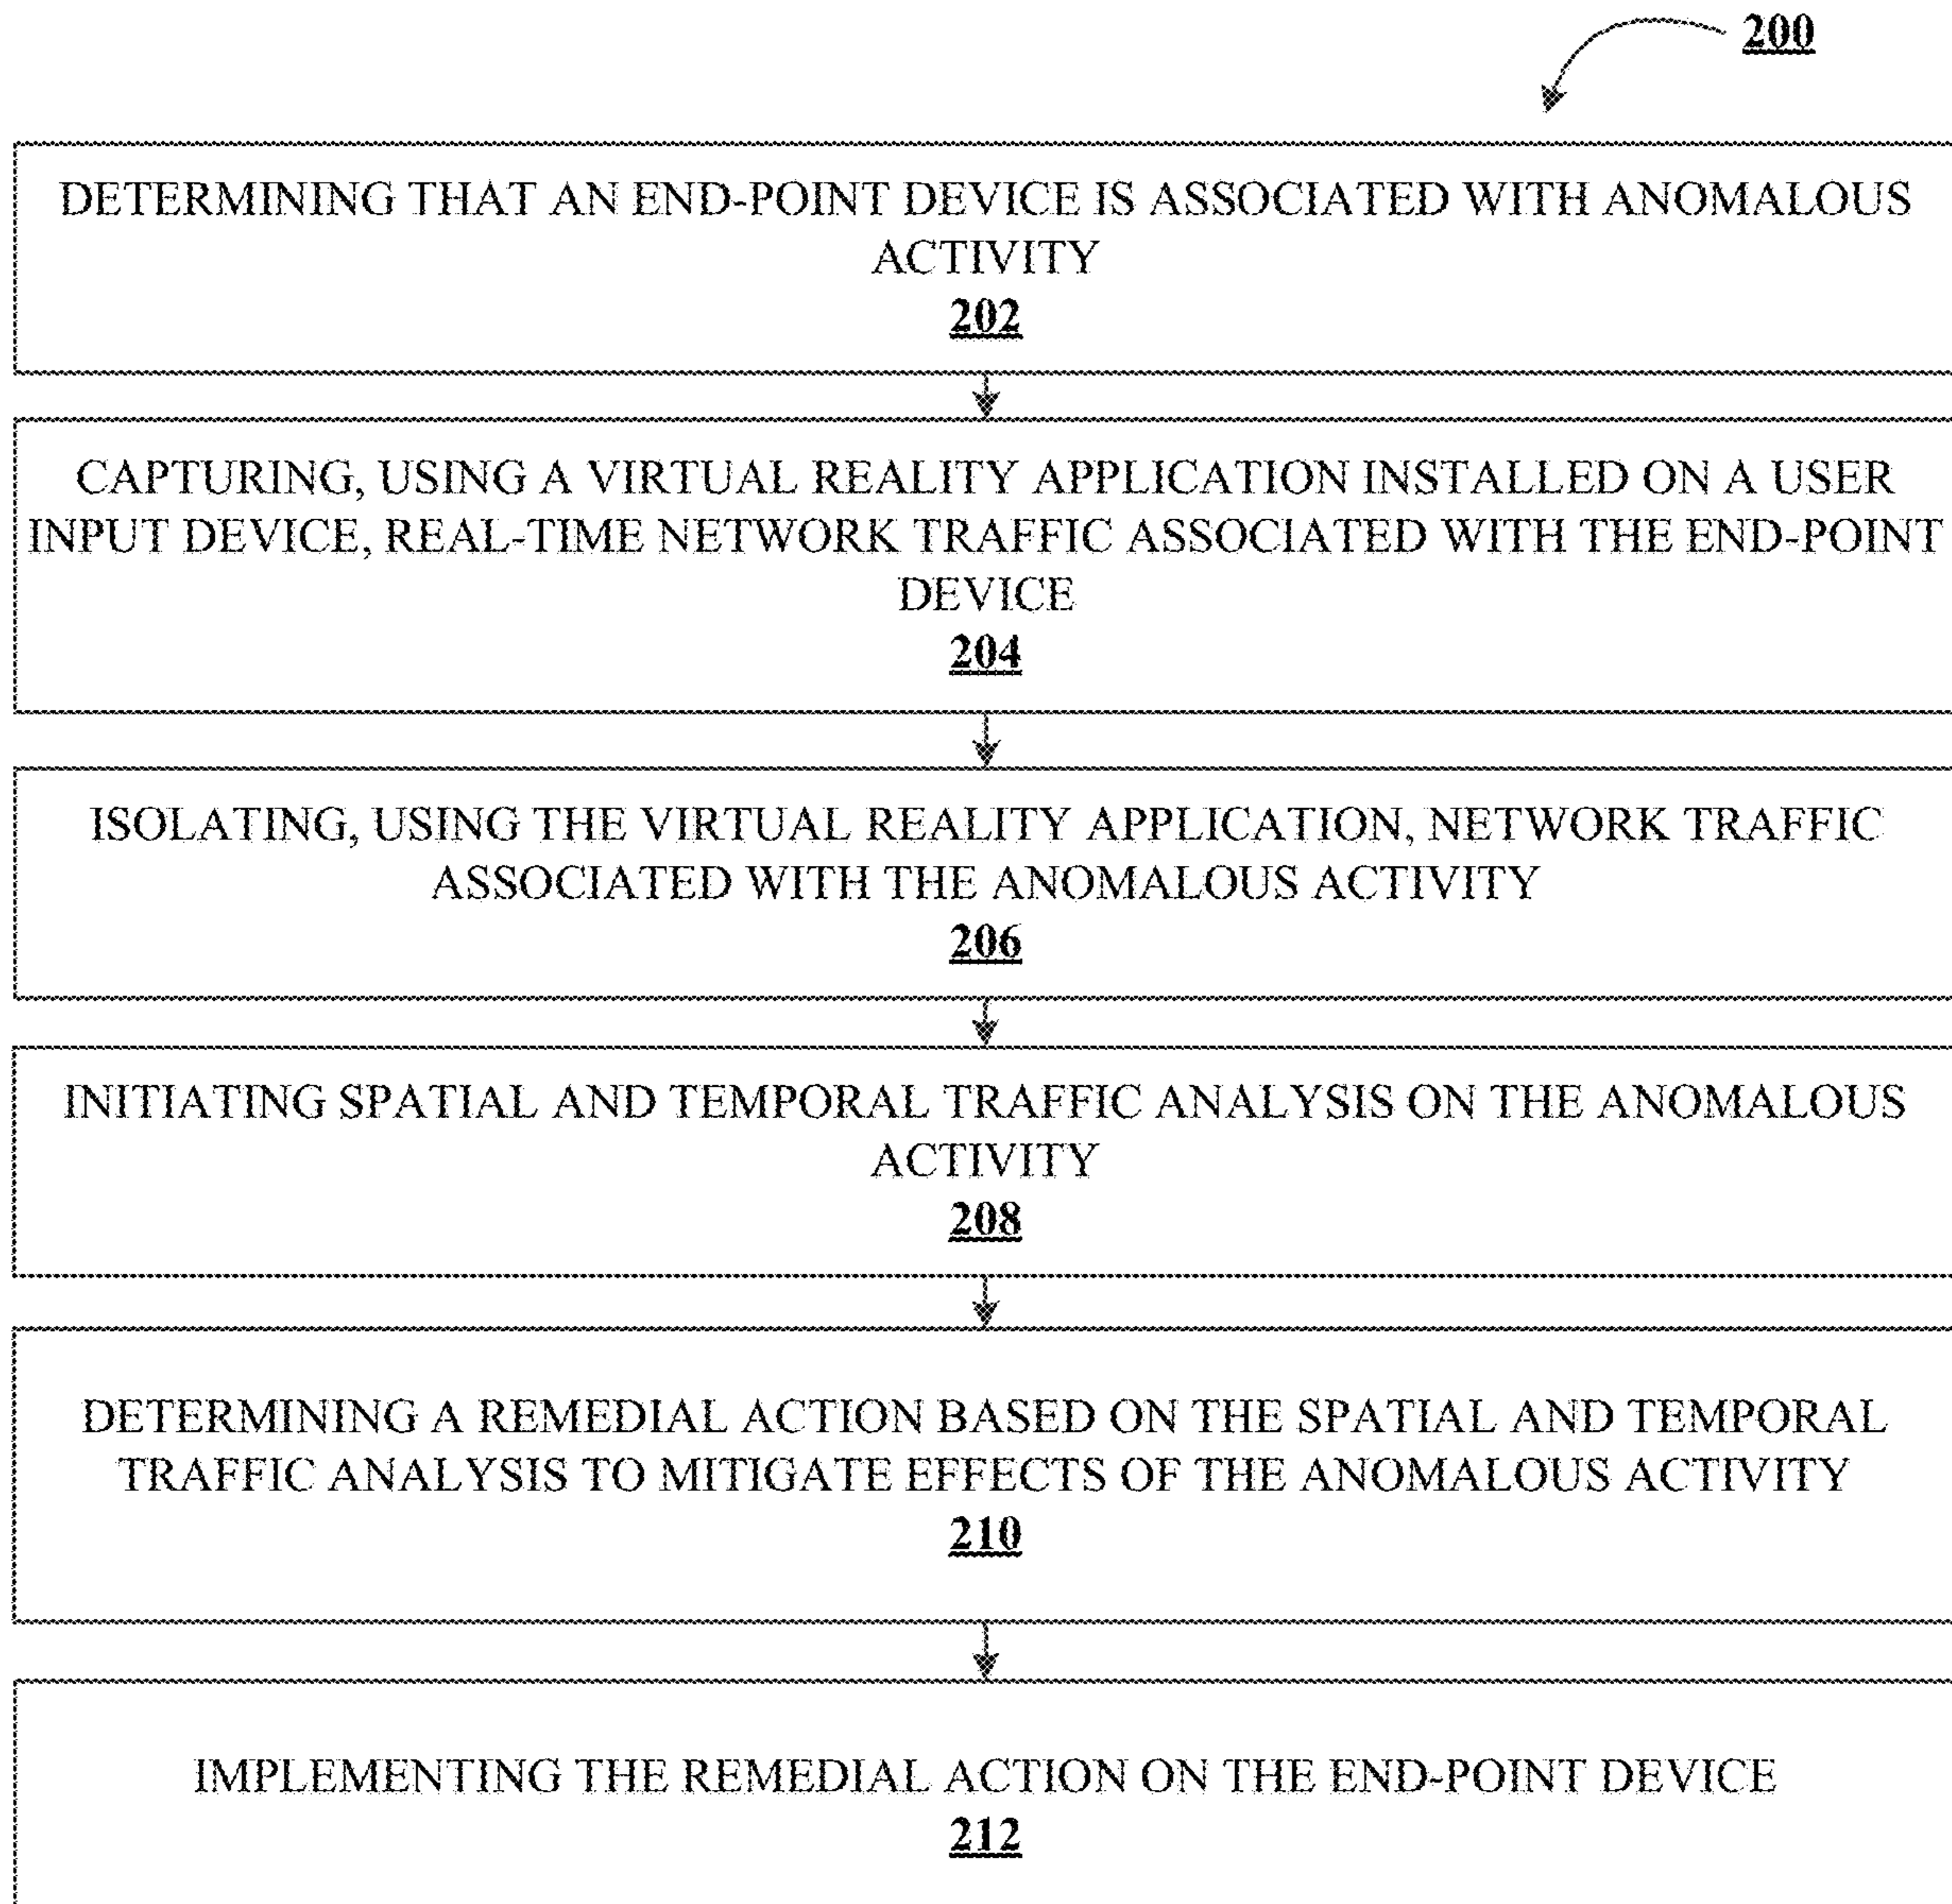 200
DETERMINING THAT AN END-POINT DEVICE IS ASSOCIATED WITH ANOMALOUS
ACTIVITY
202
CAPTURING, USING A VIRTUAL REALITY APPLICATION INSTALLED ON A USER
INPUT DEVICE, REAL-TIME NETWORK TRAFFIC ASSOCIATED WITH THE END-POINT
DEVICE
204
ISOLATING, USING THE VIRTUAL REALITY APPLICATION, NETWORK TRAFFIC
ASSOCIATED WITH THE ANOMALOUS ACTIVITY
206
INITIATING SPATIAL AND TEMPORAL TRAFFIC ANALYSIS ON THE ANOMALOUS
ACTIVITY
208
DETERMINING A REMEDIAL ACTION BASED ON THE SPATIAL AND TEMPORAL
TRAFFIC ANALYSIS TO MITIGATE EFFECTS OF THE ANOMALOUS ACTIVITY
210
IMPLEMENTING THE REMEDIAL ACTION ON THE END-POINT DEVICE
212